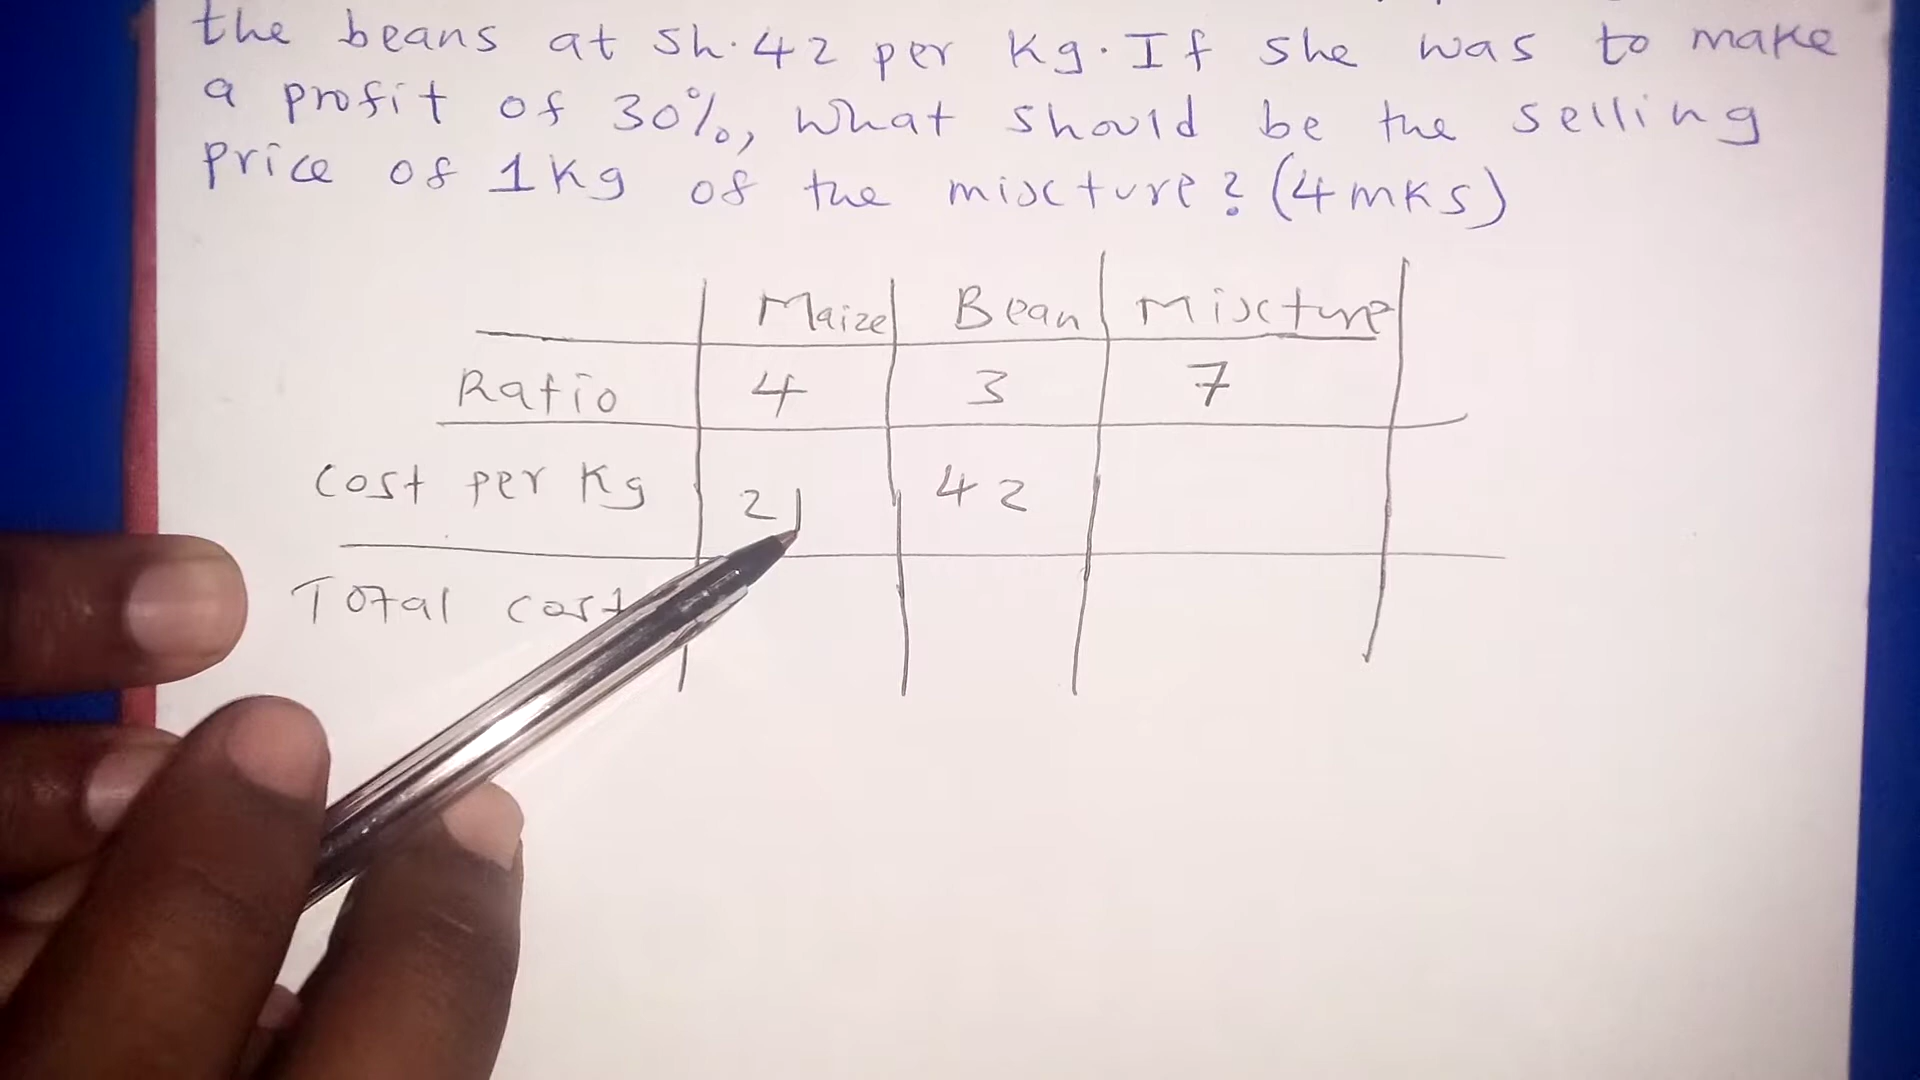 the beans at sh.42 per kg. If she was to make
a profit of 30%, what should be the selling
price of 1kg of the mixture? (4mks)
Maize Bean Mixture
Ratio 4 3 7
Cost per kg 21 42
Total cost